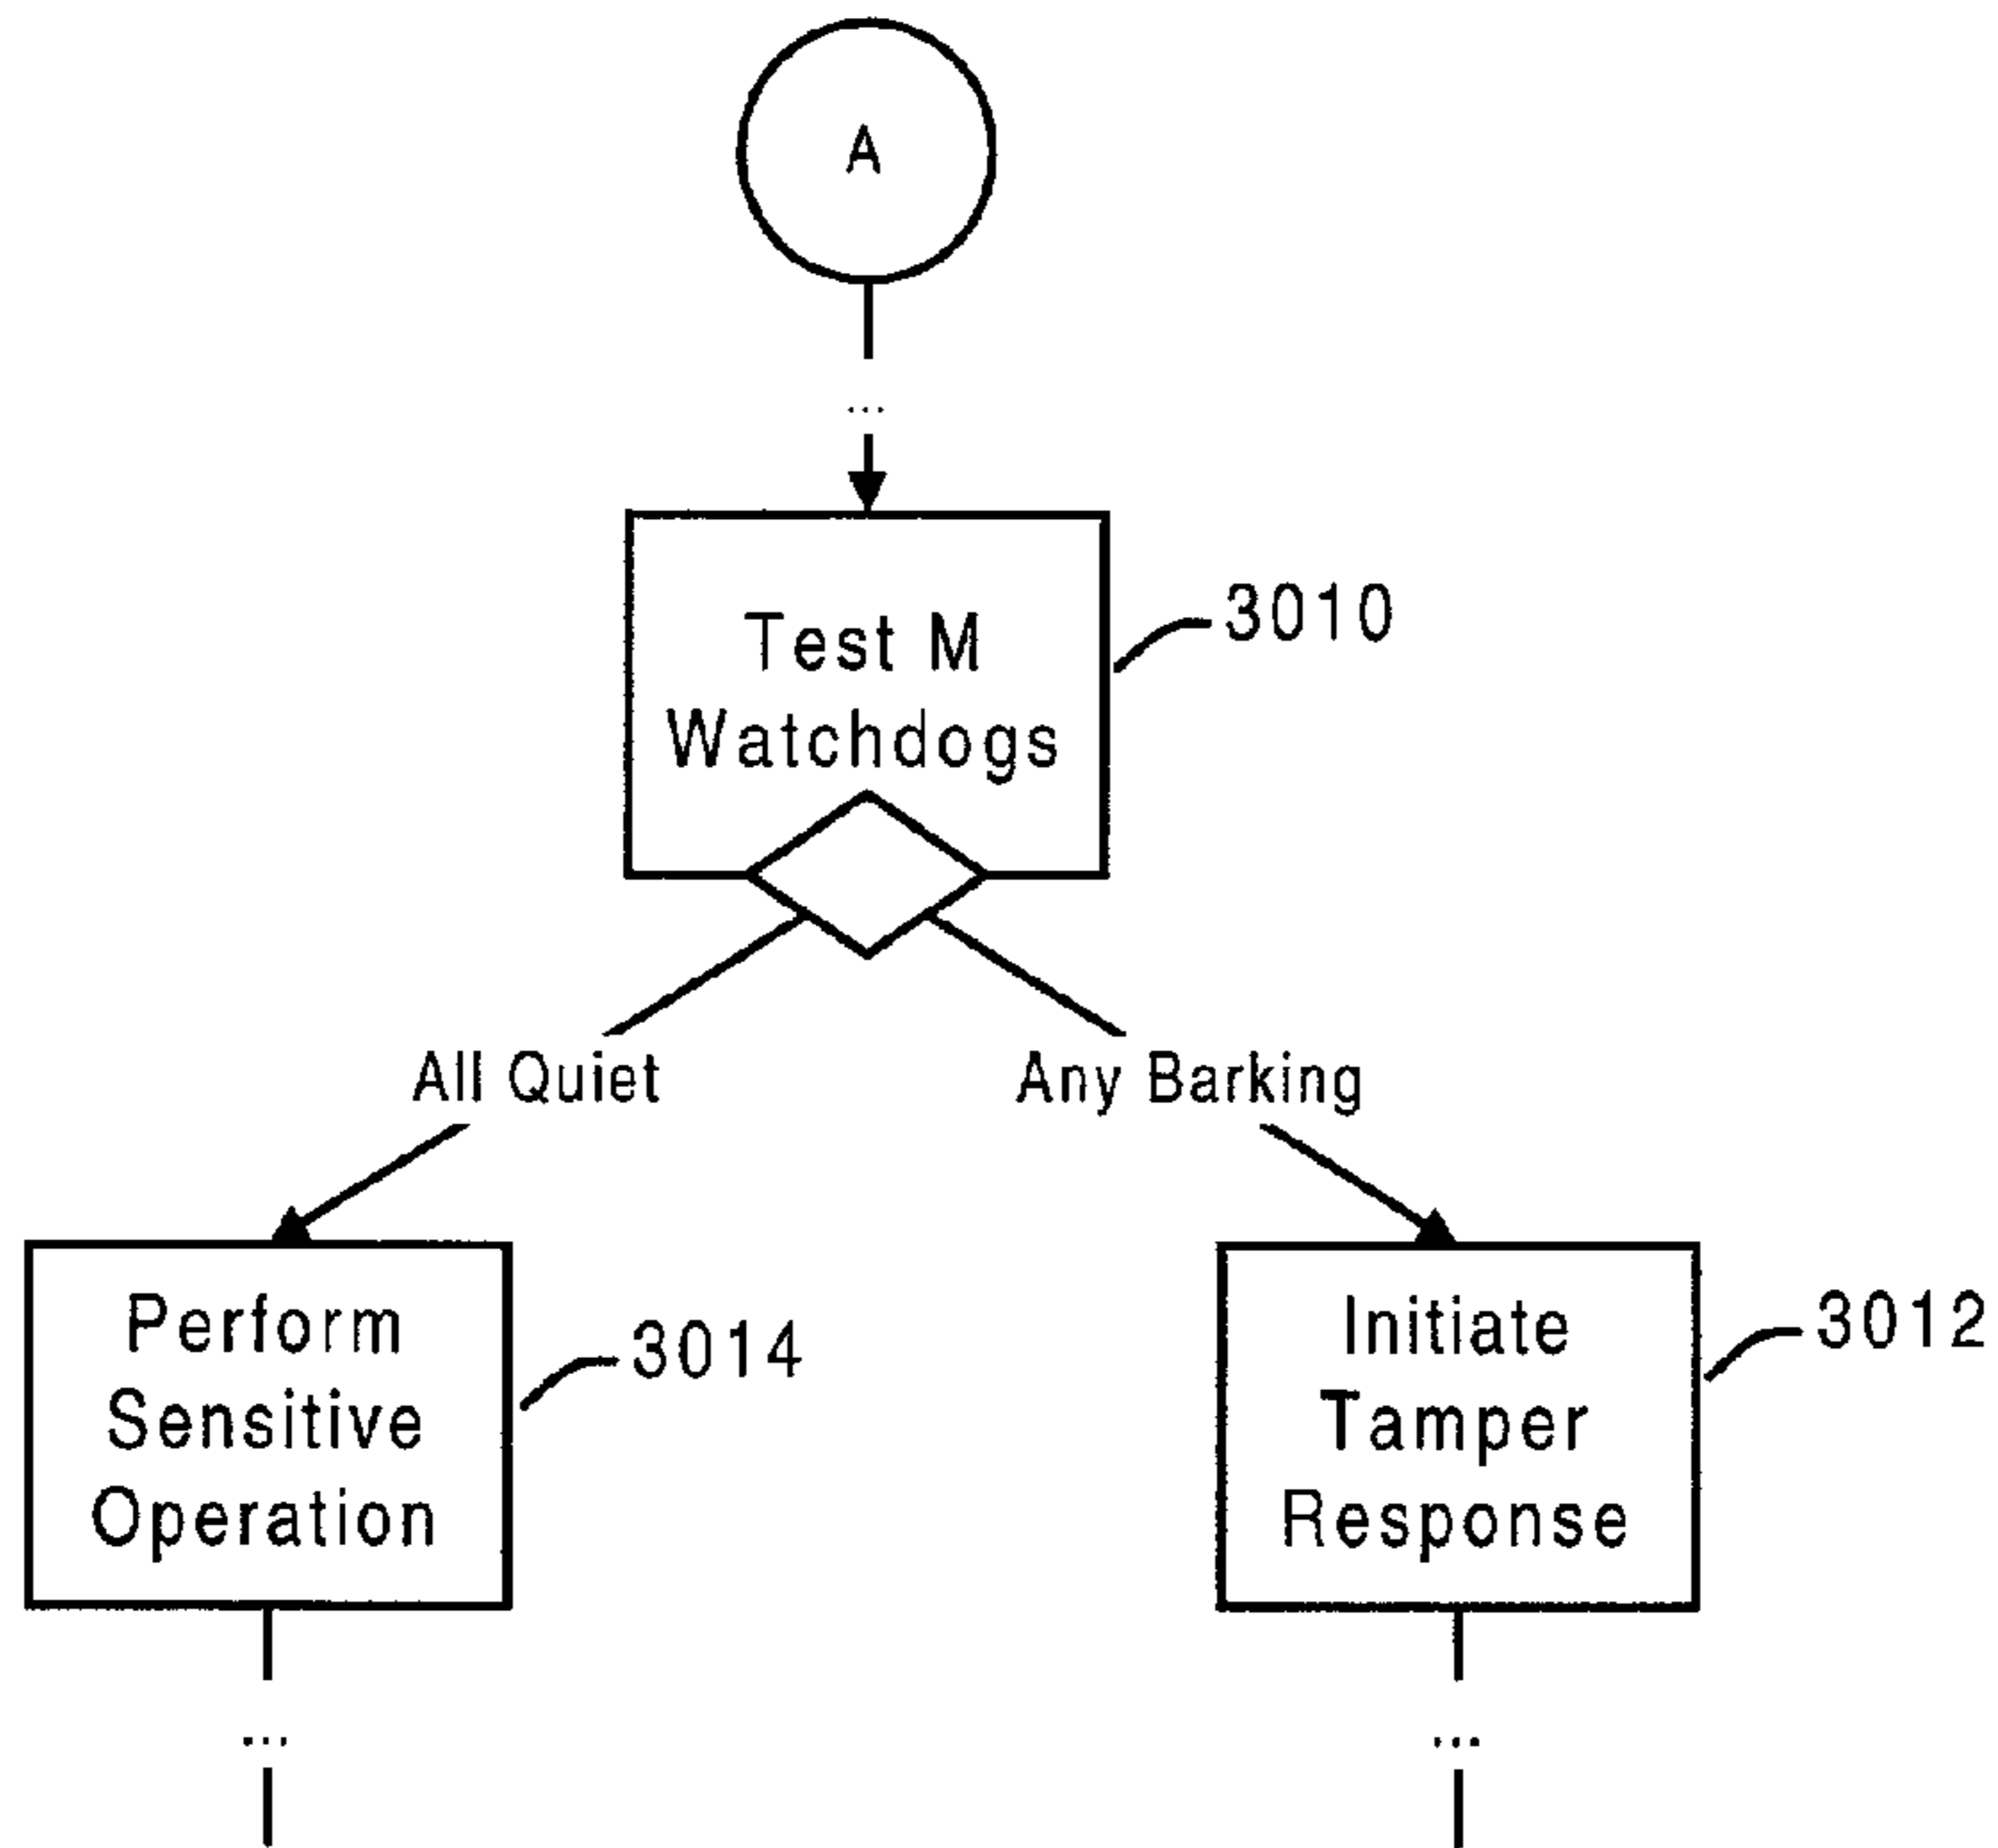 A
...
Test M
Watchdogs
3010
All Quiet
Any Barking
Perform
Sensitive
Operation
3014
Initiate
Tamper
Response
3012
...
...